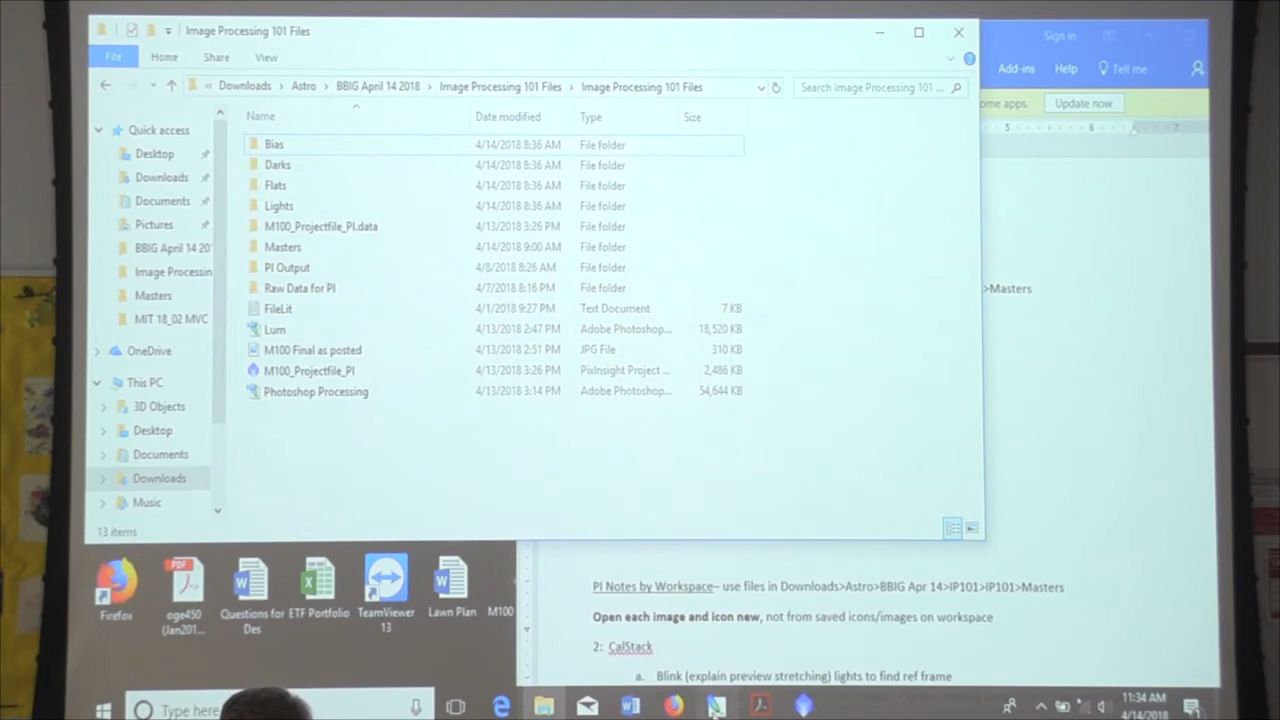 Image Processing 101 Files
File Home Share View
Sign in
Add-ins Help Tell me
« Downloads › Astro › BBIG April 14 2018 › Image Processing 101 Files › Image Processing 101 Files
Search Image Processing 101 ...
ome apps. Update now
5 6 7
Name Date modified Type Size
Quick access
Desktop
Downloads
Documents
Pictures
BBIG April 14 20
Image Processin
Masters
MIT 18_02 MVC
OneDrive
This PC
3D Objects
Desktop
Documents
Downloads
Music
Bias 4/14/2018 8:36 AM File folder
Darks 4/14/2018 8:36 AM File folder
Flats 4/14/2018 8:36 AM File folder
Lights 4/14/2018 8:36 AM File folder
M100_Projectfile_PI.data 4/13/2018 3:26 PM File folder
Masters 4/14/2018 9:00 AM File folder
PI Output 4/8/2018 8:26 AM File folder
Raw Data for PI 4/7/2018 8:16 PM File folder
FileLit 4/1/2018 9:27 PM Text Document 7 KB
Lum 4/13/2018 2:47 PM Adobe Photoshop... 18,520 KB
M100 Final as posted 4/13/2018 2:51 PM JPG File 310 KB
M100_Projectfile_PI 4/13/2018 3:26 PM PixInsight Project ... 2,486 KB
Photoshop Processing 4/13/2018 3:14 PM Adobe Photoshop... 54,644 KB
>Masters
13 items
Firefox
PDF
oge450
(Jan201...
Questions for
Des
ETF Portfolio
TeamViewer
13
Lawn Plan
M100
PI Notes by Workspace– use files in Downloads>Astro>BBIG Apr 14>IP101>IP101>Masters
Open each image and icon new, not from saved icons/images on workspace
2: CalStack
a. Blink (explain preview stretching) lights to find ref frame
Type here
11:34 AM
4/14/2018